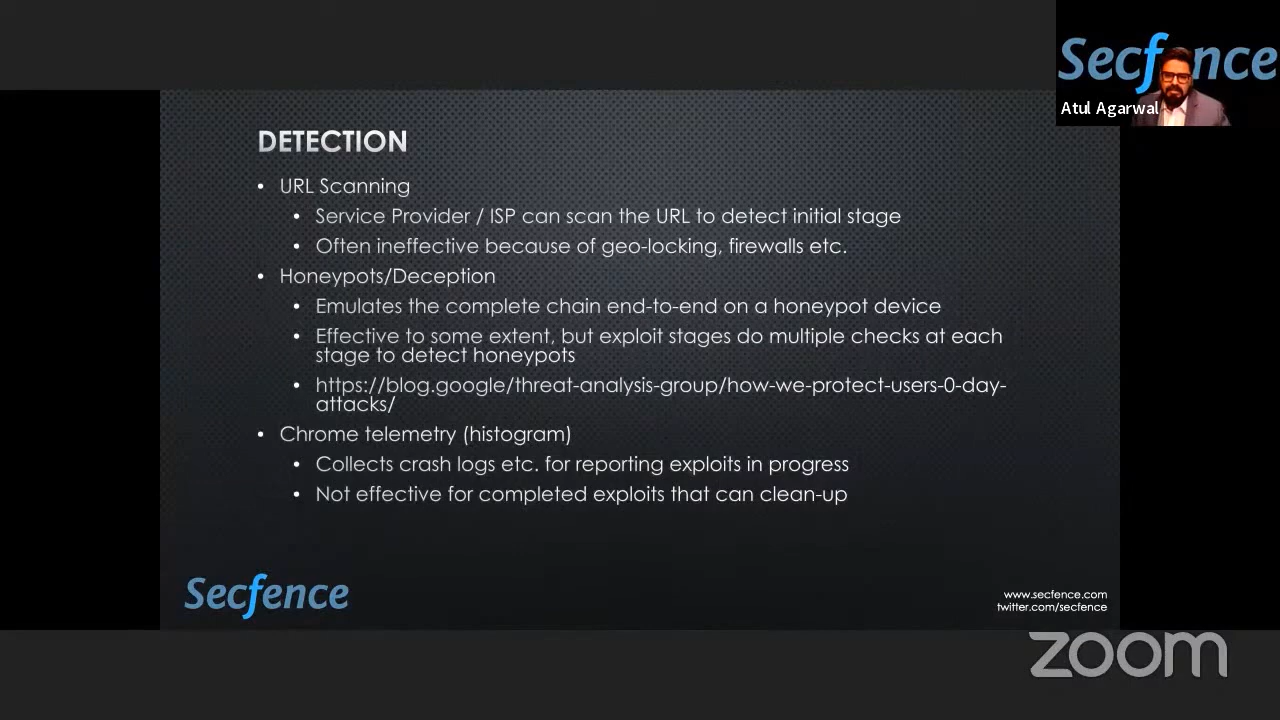 Secfence
Atul Agarwal
DETECTION
• URL Scanning
• Service Provider / ISP can scan the URL to detect initial stage
• Often ineffective because of geo-locking, firewalls etc.
• Honeypots/Deception
• Emulates the complete chain end-to-end on a honeypot device
• Effective to some extent, but exploit stages do multiple checks at each
stage to detect honeypots
• https://blog.google/threat-analysis-group/how-we-protect-users-0-day-
attacks/
• Chrome telemetry (histogram)
• Collects crash logs etc. for reporting exploits in progress
• Not effective for completed exploits that can clean-up
Secfence
www.secfence.com
twitter.com/secfence
zoom